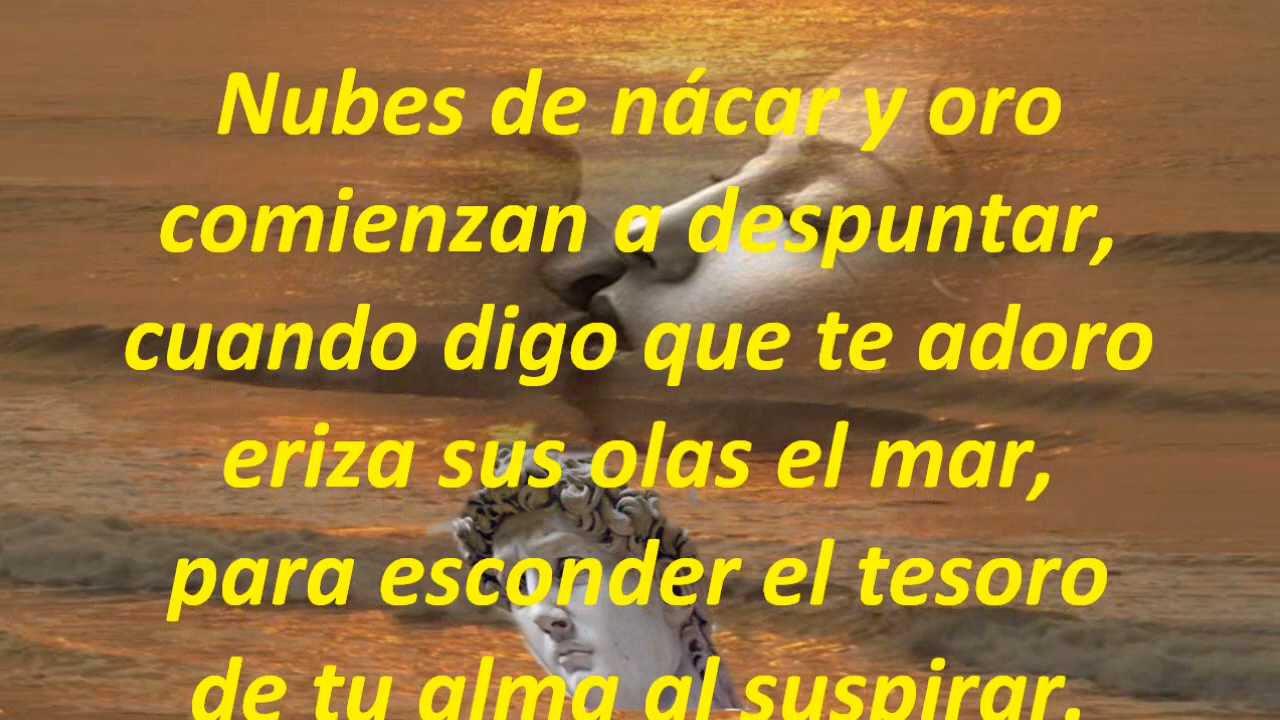 Nubes de nácar y oro
comienzan a despuntar,
cuando digo que te adoro
eriza sus olas el mar,
para esconder el tesoro
de tu alma al suspirar.